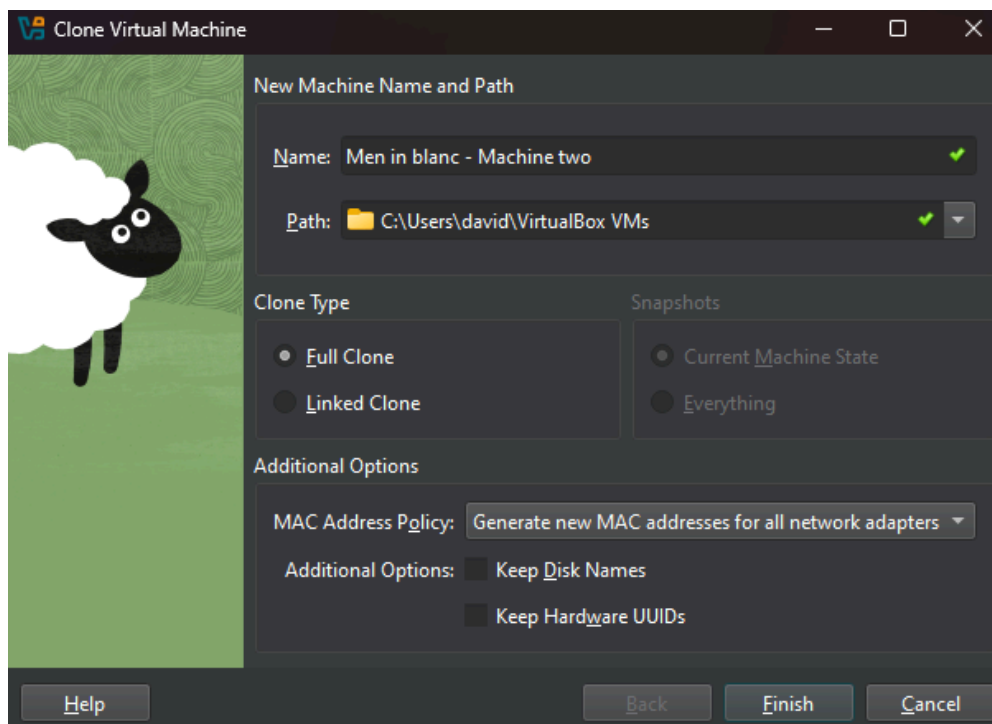 Clone Virtual Machine
New Machine Name and Path
Name: Men in blanc - Machine two
Path: C:\Users\david\VirtualBox VMs
Clone Type
Snapshots
Full Clone
Current Machine State
Linked Clone
Everything
Additional Options
MAC Address Policy: Generate new MAC addresses for all network adapters
Additional Options: Keep Disk Names
Keep Hardware UUIDs
Help
Back
Finish
Cancel